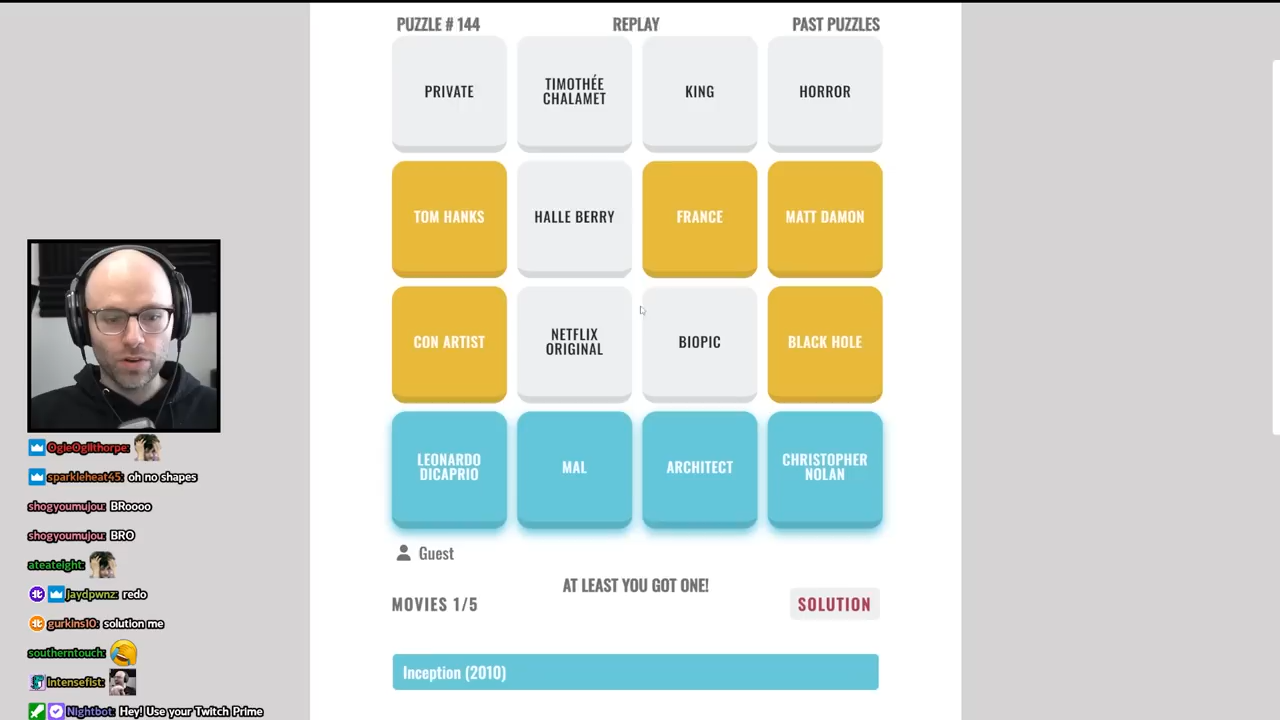 PUZZLE # 144
REPLAY
PAST PUZZLES
PRIVATE
TIMOTHÉE
CHALAMET
KING
HORROR
TOM HANKS
HALLE BERRY
FRANCE
MATT DAMON
CON ARTIST
NETFLIX
ORIGINAL
BIOPIC
BLACK HOLE
LEONARDO
DICAPRIO
MAL
ARCHITECT
CHRISTOPHER
NOLAN
Guest
AT LEAST YOU GOT ONE!
MOVIES 1/5
SOLUTION
Inception (2010)
OgieOgilthorpe:
sparkleheat45: oh no shapes
shogyoumujou: BRoooo
shogyoumujou: BRO
ateateight:
Jaydpwnz: redo
gurkins10: solution me
southerntouch:
Intensefist:
Nightbot: Hey! Use your Twitch Prime